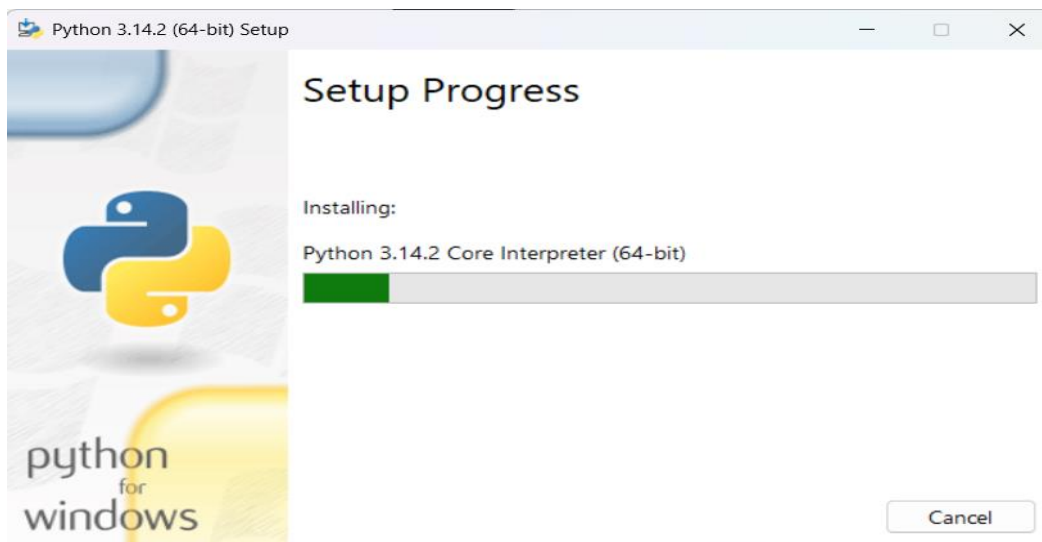 Python 3.14.2 (64-bit) Setup
Setup Progress
Installing:
Python 3.14.2 Core Interpreter (64-bit)
python
for
windows
Cancel